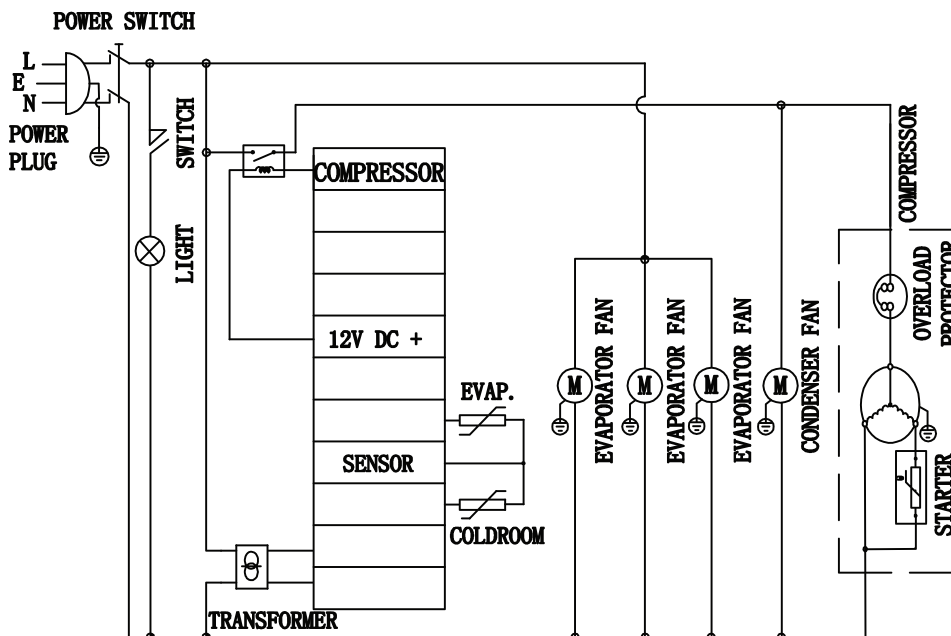 POWER SWITCH
L
E
N
POWER
PLUG
SWITCH
LIGHT
COMPRESSOR
12V DC +
EVAP.
SENSOR
COLDROOM
TRANSFORMER
M
EVAPORATOR FAN
M
EVAPORATOR FAN
M
EVAPORATOR FAN
M
CONDENSER FAN
COMPRESSOR
OVERLOAD
PROTECTOR
STARTER